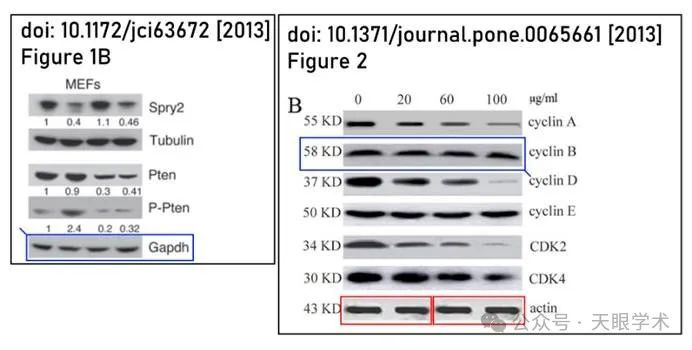 doi: 10.1172/jci63672 [2013]
Figure 1B
MEFs
Spry2
1 0.4 1.1 0.46
Tubulin
Pten
1 0.9 0.3 0.41
P-Pten
1 2.4 0.2 0.32
Gapdh
doi: 10.1371/journal.pone.0065661 [2013]
Figure 2
B 0 20 60 100 μg/ml
55 KD cyclin A
58 KD cyclin B
37 KD cyclin D
50 KD cyclin E
34 KD CDK2
30 KD CDK4
43 KD actin
公众号 · 天眼学术